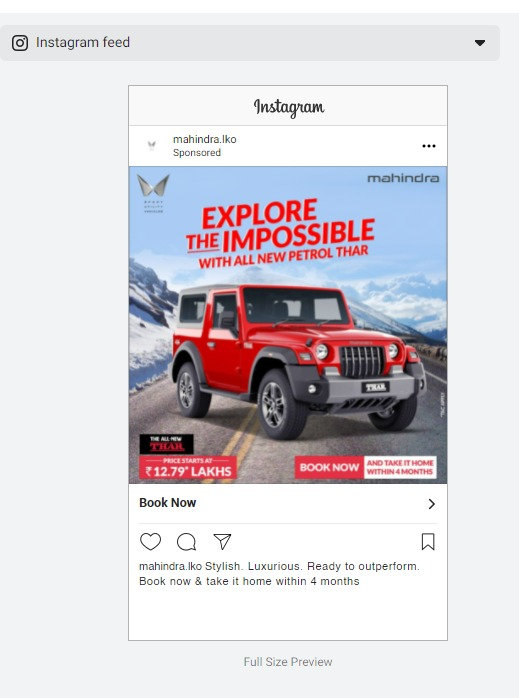 Instagram feed
Instagram
mahindra.lko
Sponsored
mahindra
EXPLORE
THE IMPOSSIBLE
WITH ALL NEW PETROL THAR
THAR
THE ALL-NEW
THAR
PRICE STARTS AT
₹12.79* LAKHS
BOOK NOW
AND TAKE IT HOME
WITHIN 4 MONTHS
Book Now
mahindra.lko Stylish. Luxurious. Ready to outperform.
Book now & take it home within 4 months
Full Size Preview